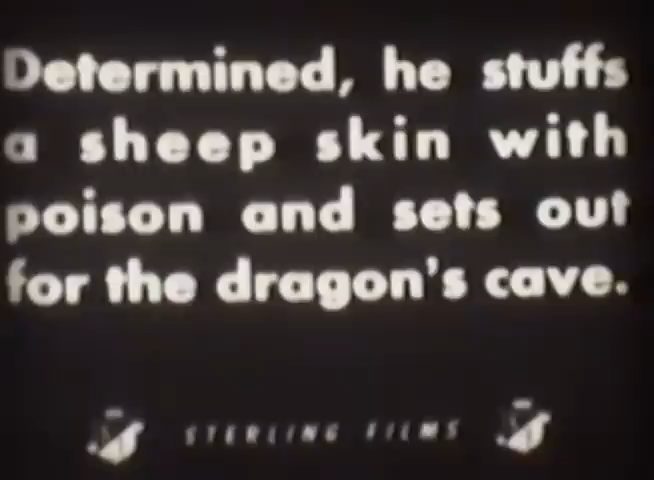 Determined, he stuffs
a sheep skin with
poison and sets out
for the dragon's cave.
STERLING FILMS